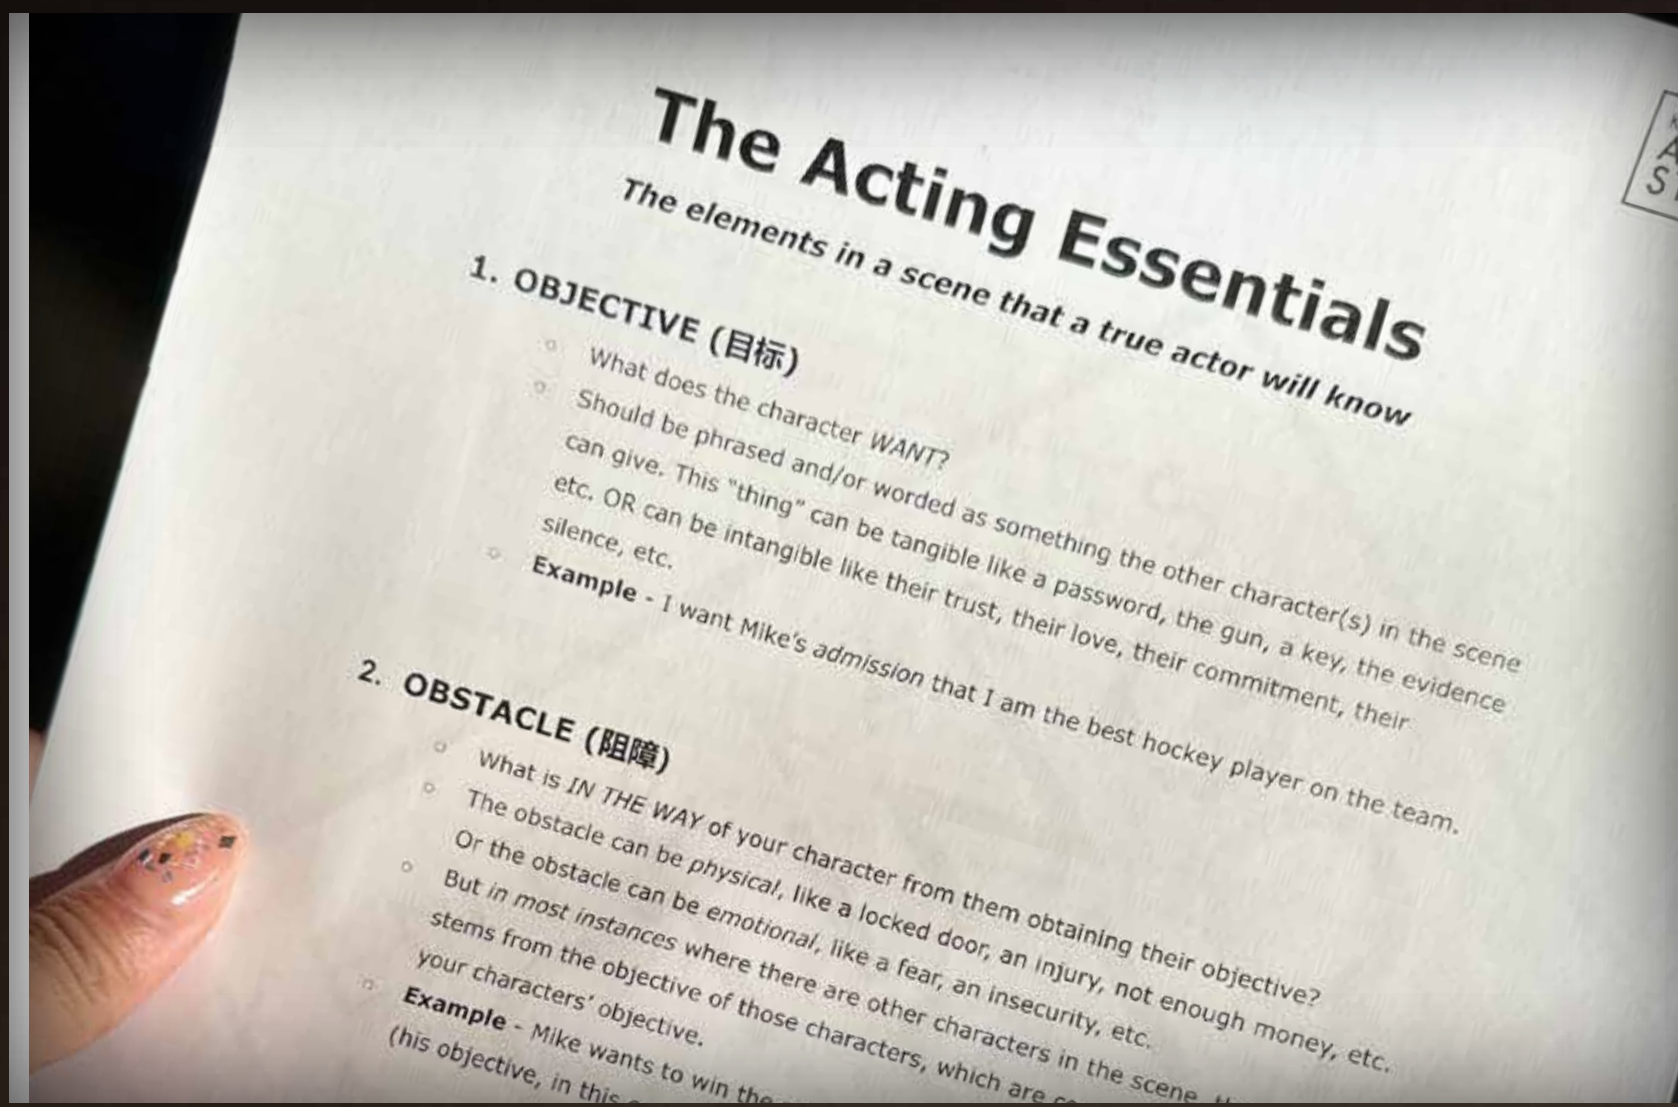 The Acting Essentials
The elements in a scene that a true actor will know
A
S
1. OBJECTIVE (目标)
What does the character WANT?
Should be phrased and/or worded as something the other character(s) in the scene
can give. This "thing" can be tangible like a password, the gun, a key, the evidence
etc. OR can be intangible like their trust, their love, their commitment, their
silence, etc.
Example - I want Mike's admission that I am the best hockey player on the team.
2. OBSTACLE (阻障)
What is IN THE WAY of your character from them obtaining their objective?
The obstacle can be physical, like a locked door, an injury, not enough money, etc.
Or the obstacle can be emotional, like a fear, an insecurity, etc.
But in most instances where there are other characters in the scene,
stems from the objective of those characters, which are
your characters' objective.
Example - Mike wants to win the
(his objective, in this